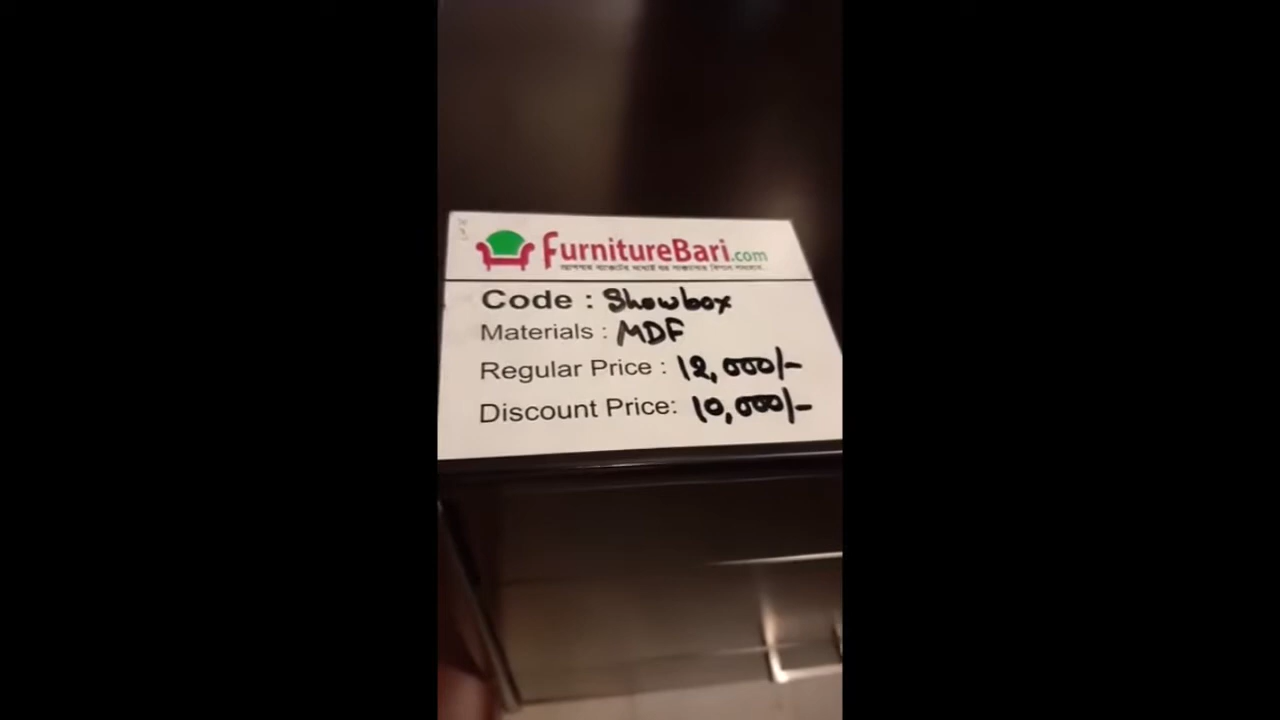 FurnitureBari.com
Code : Showbox
Materials : MDF
Regular Price : 12,000/-
Discount Price: 10,000/-